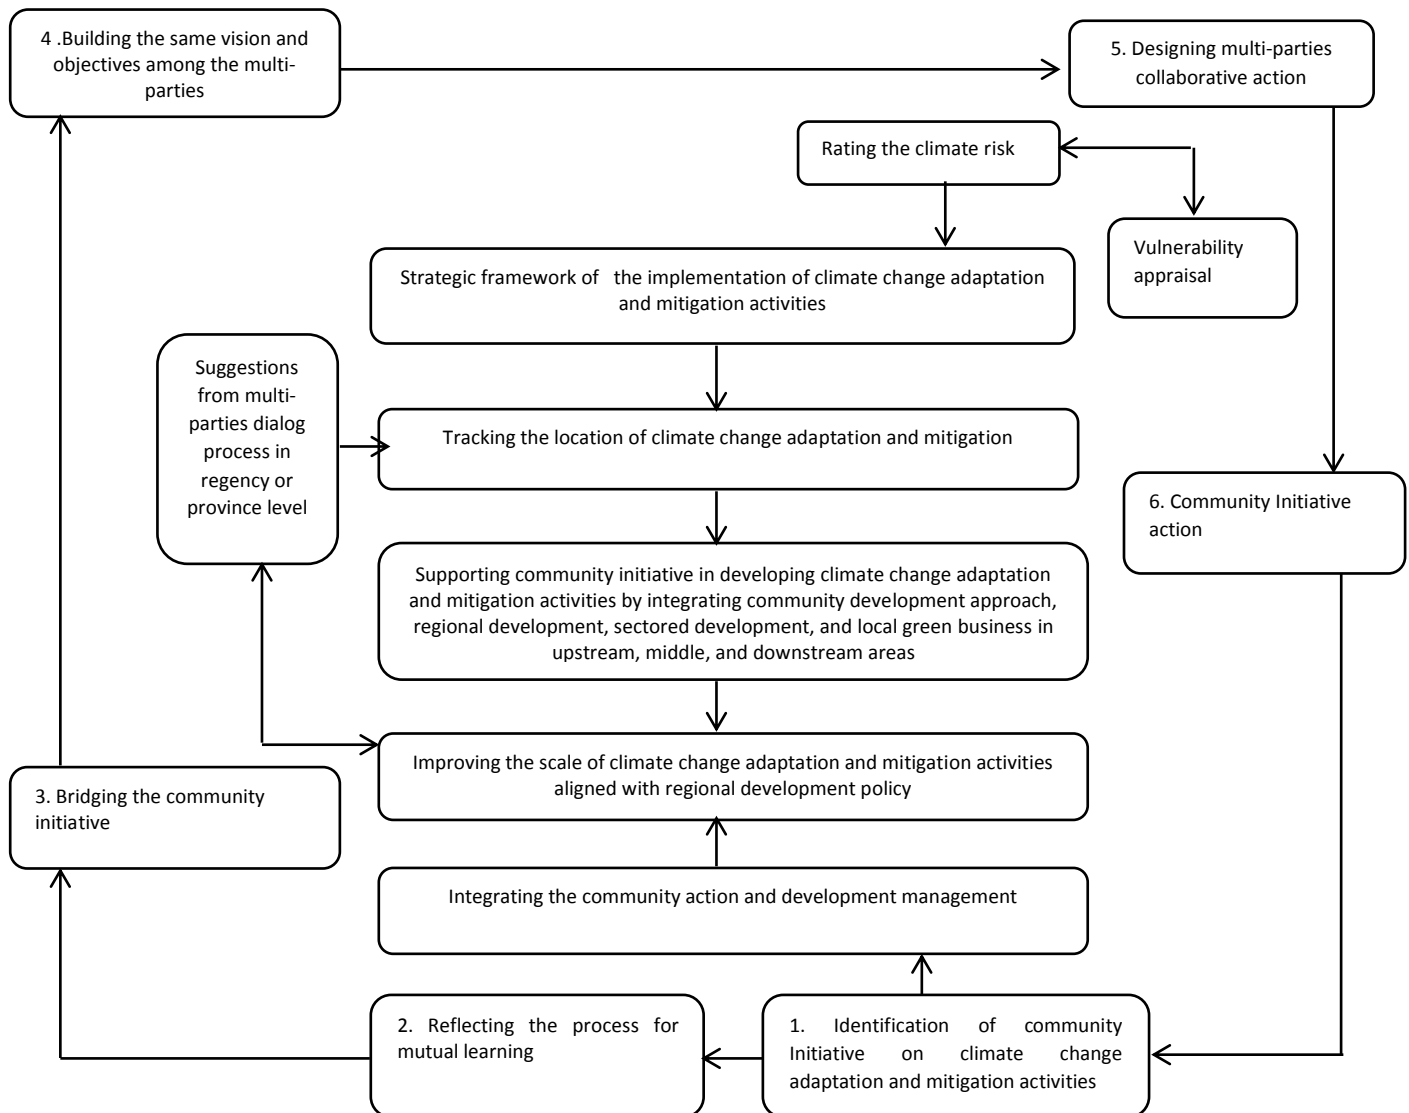 4 .Building the same vision and
objectives among the multi-
parties
5. Designing multi-parties
collaborative action
Rating the climate risk
Vulnerability
appraisal
Strategic framework of the implementation of climate change adaptation
and mitigation activities
Suggestions
from multi-
parties dialog
process in
regency or
province level
Tracking the location of climate change adaptation and mitigation
6. Community Initiative
action
Supporting community initiative in developing climate change adaptation
and mitigation activities by integrating community development approach,
regional development, sectored development, and local green business in
upstream, middle, and downstream areas
Improving the scale of climate change adaptation and mitigation activities
aligned with regional development policy
3. Bridging the community
initiative
Integrating the community action and development management
2. Reflecting the process for
mutual learning
1. Identification of community
Initiative on climate change
adaptation and mitigation activities